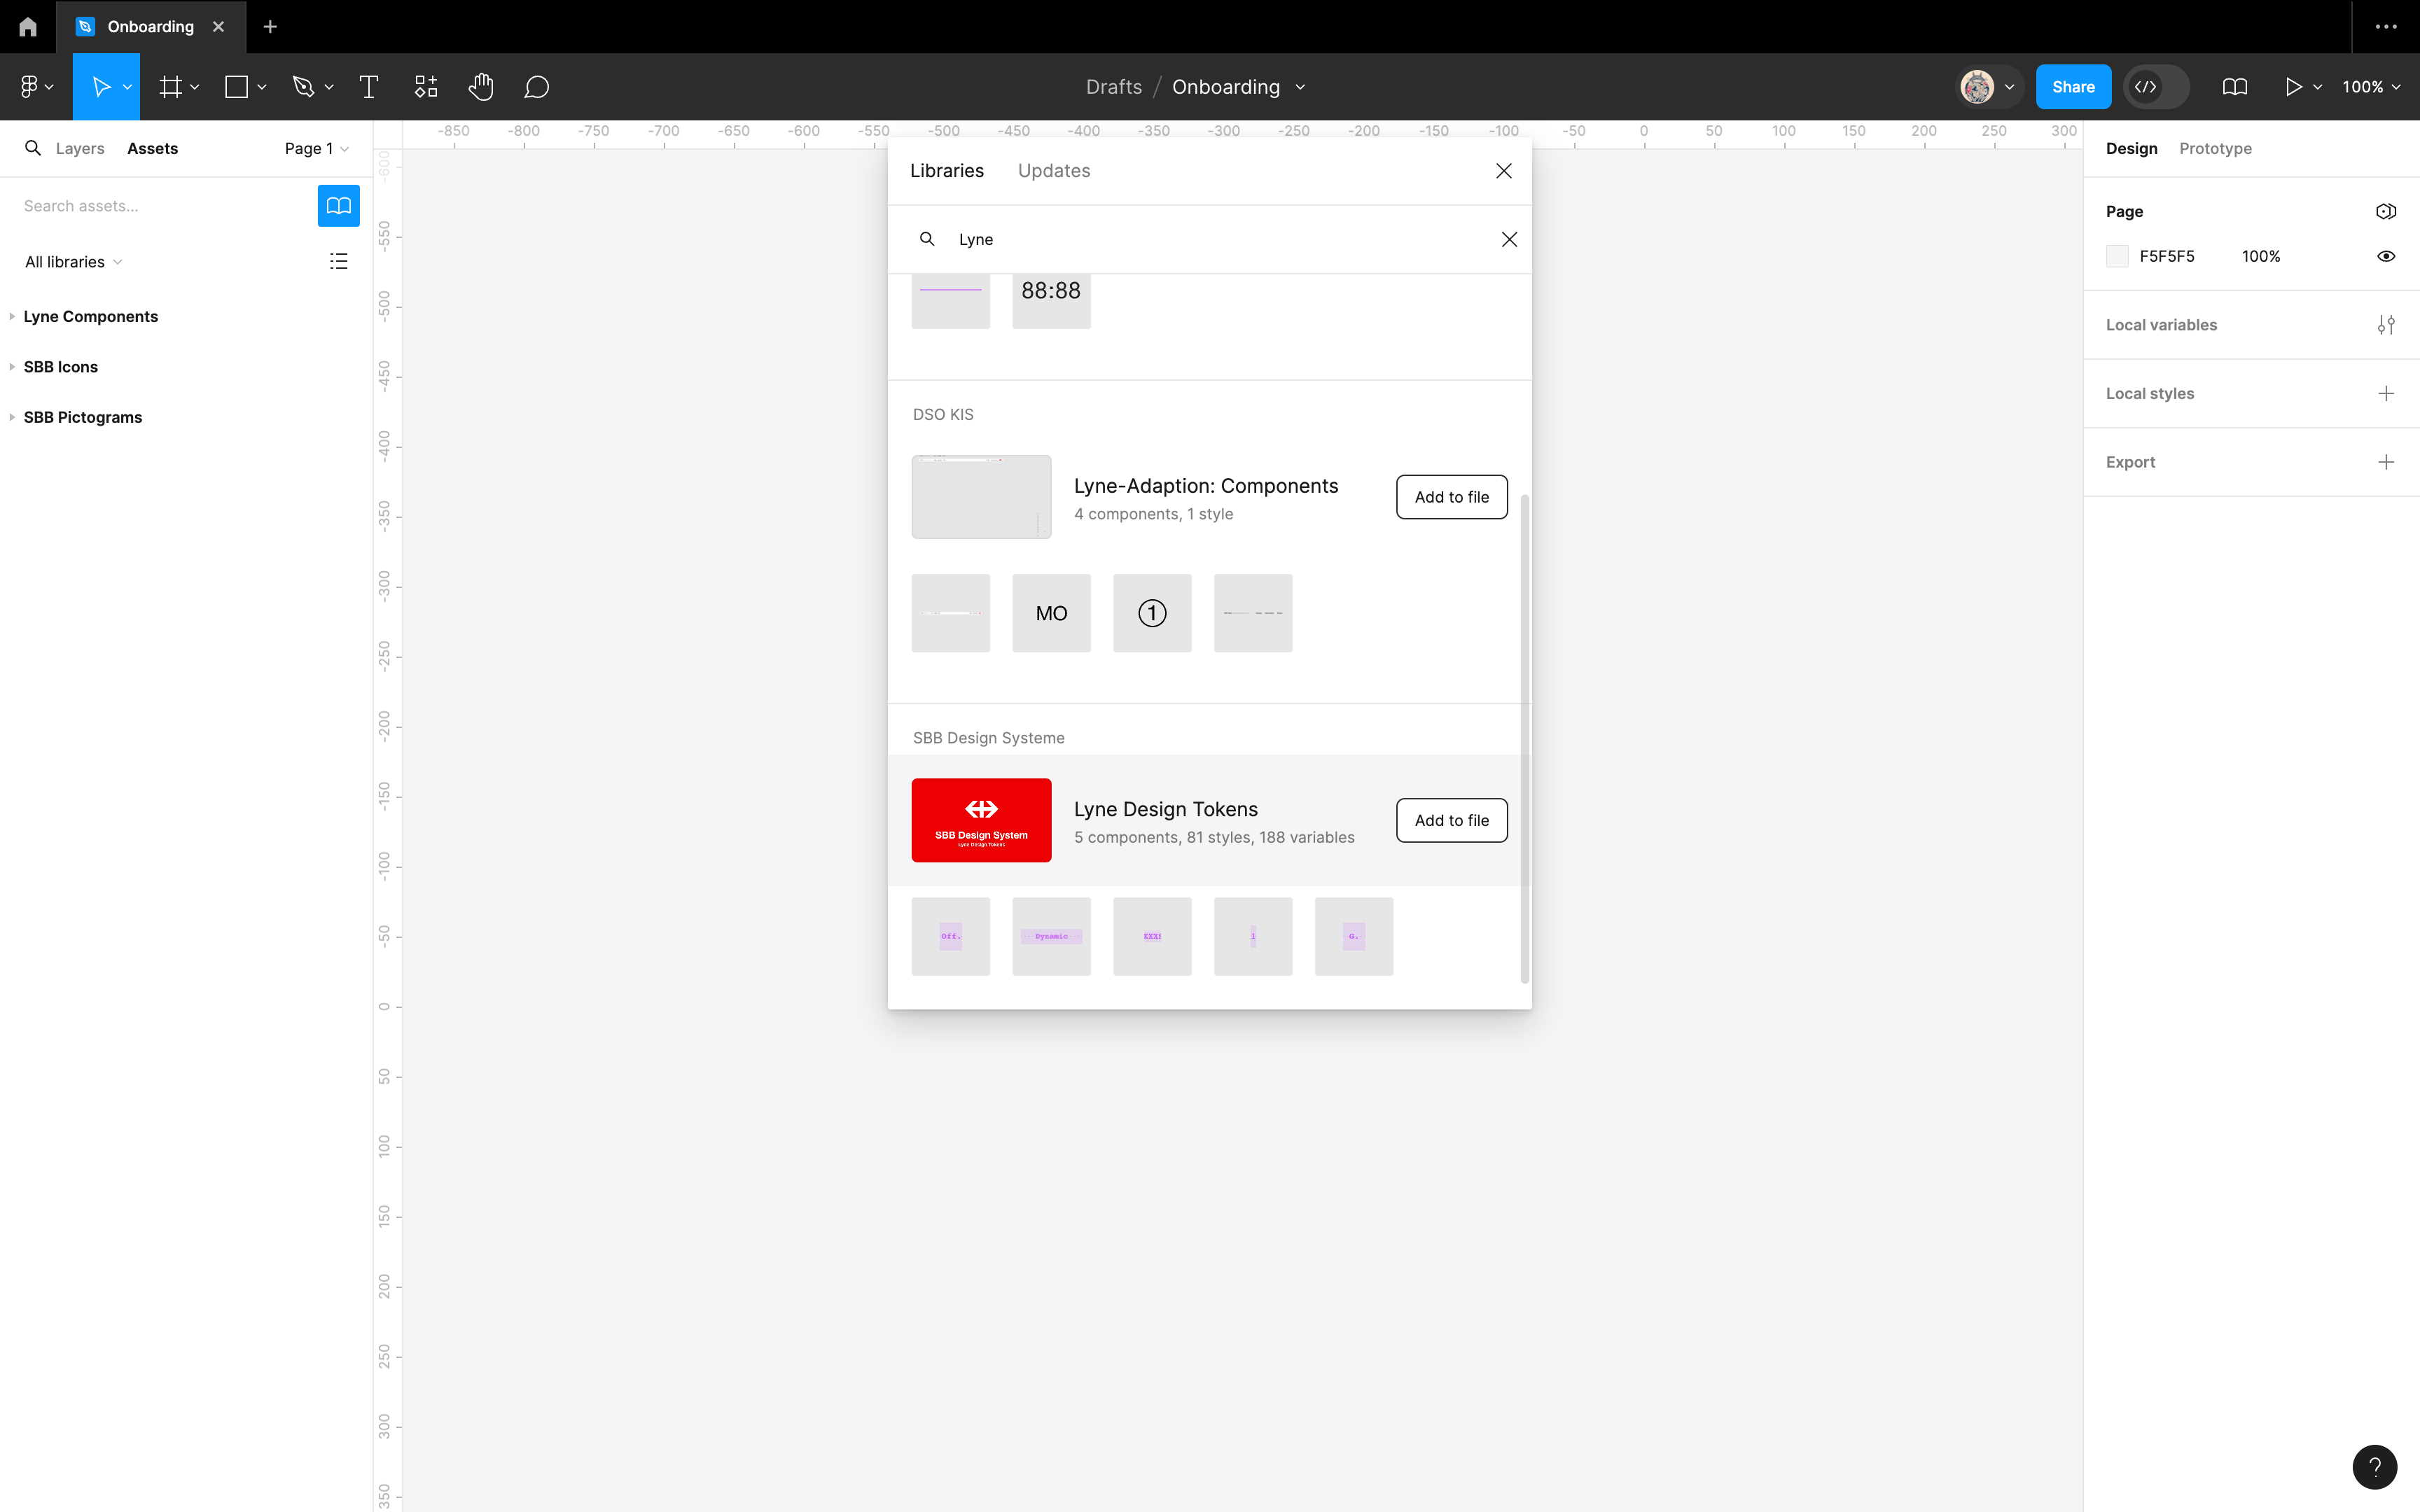 Onboarding
Drafts / Onboarding
Share
100%
Layers Assets Page 1
Search assets...
All libraries
Lyne Components
SBB Icons
SBB Pictograms
-850 -800 -750 -700 -650 -600 -550 -500 -450 -400 -350 -300 -250 -200 -150 -100 -50 0 50 100 150 200 250 300
-600
-550
-500
-450
-400
-350
-300
-250
-200
-150
-100
-50
0
50
100
150
200
250
300
350
Libraries Updates
Lyne
88:88
DSO KIS
Lyne-Adaption: Components
4 components, 1 style
Add to file
MO
1
SBB Design Systeme
SBB Design System
Lyne Design Tokens
Lyne Design Tokens
5 components, 81 styles, 188 variables
Add to file
Off.
Dynamic
i
G.
Design Prototype
Page
F5F5F5 100%
Local variables
Local styles
Export
?